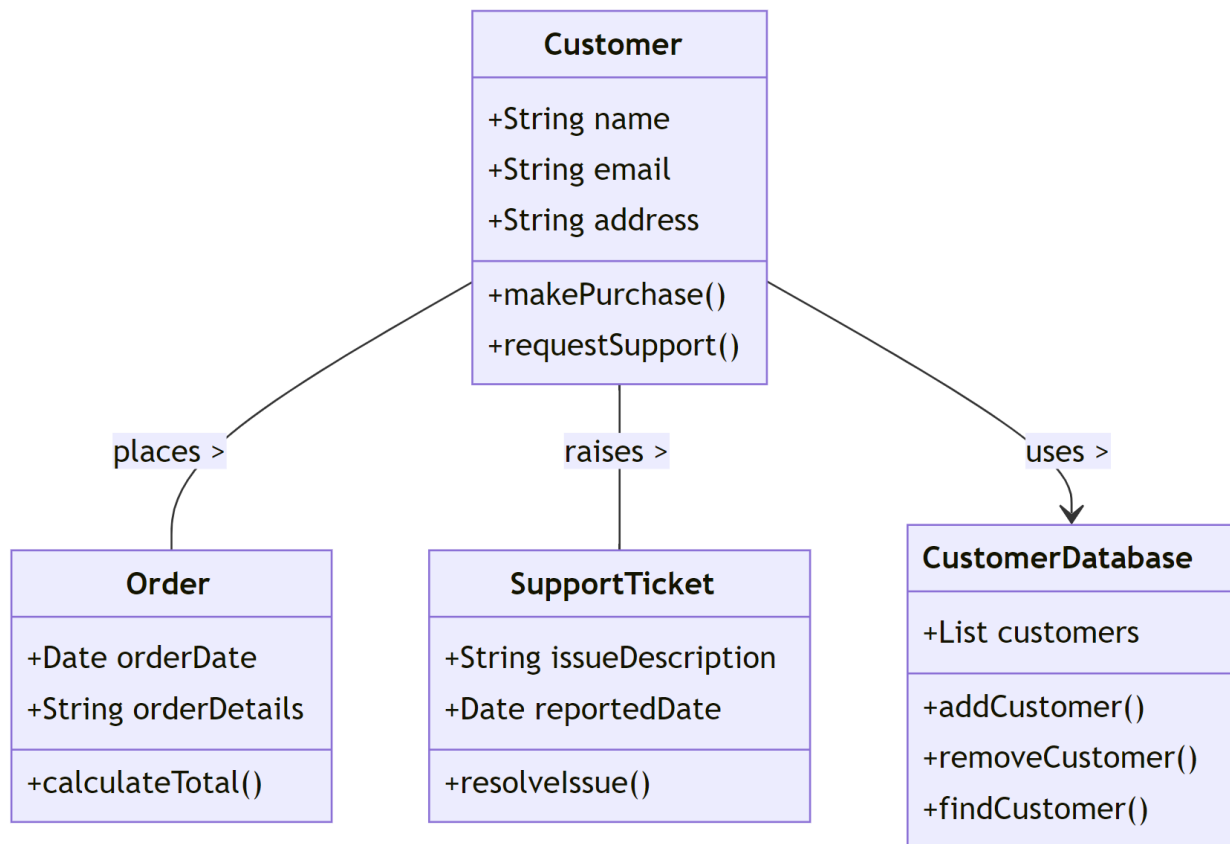 Customer
+String name
+String email
+String address
+makePurchase()
+requestSupport()
places >
raises >
uses >
Order
+Date orderDate
+String orderDetails
+calculateTotal()
SupportTicket
+String issueDescription
+Date reportedDate
+resolveIssue()
CustomerDatabase
+List customers
+addCustomer()
+removeCustomer()
+findCustomer()